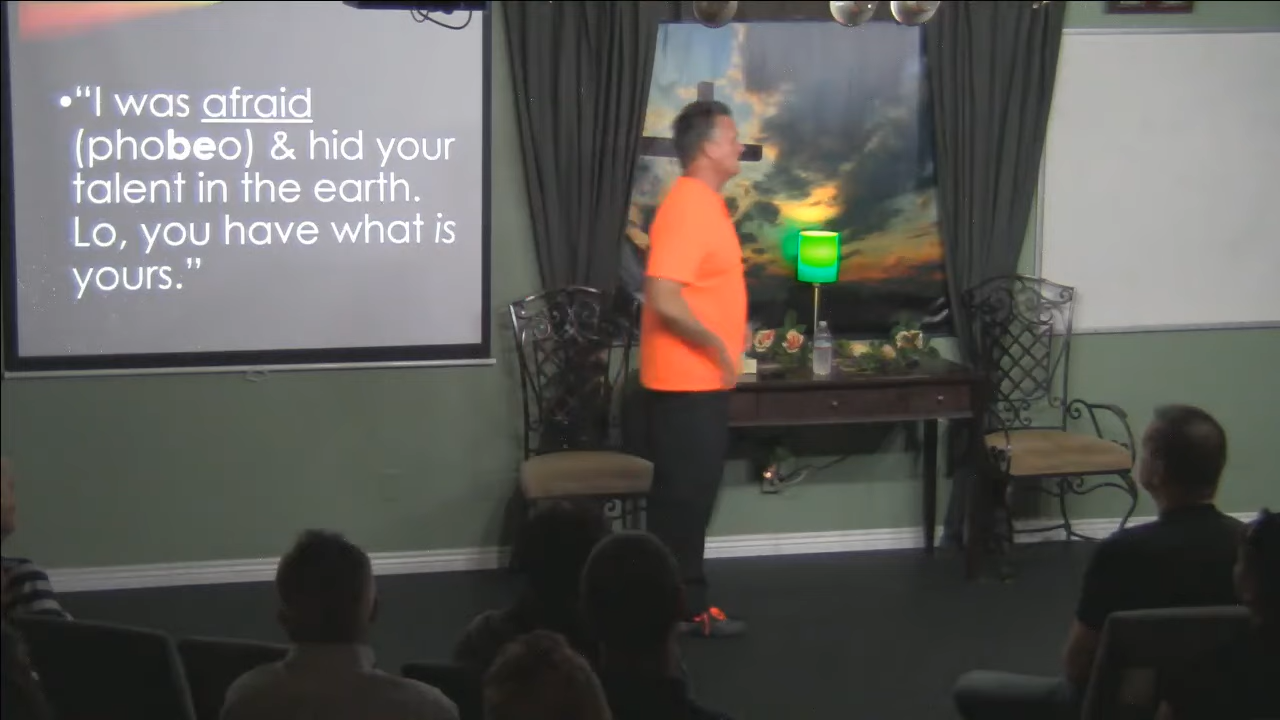 •“I was afraid
(phobeo) & hid your
talent in the earth.
Lo, you have what is
yours.”